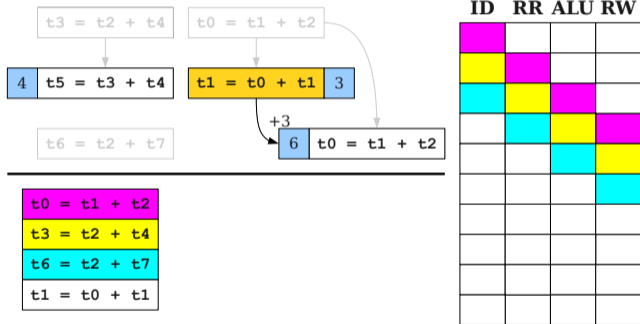 ID RR ALU RW
t3 = t2 + t4
t0 = t1 + t2
4 t5 = t3 + t4
t1 = t0 + t1 3
+3
t6 = t2 + t7
6 t0 = t1 + t2
t0 = t1 + t2
t3 = t2 + t4
t6 = t2 + t7
t1 = t0 + t1